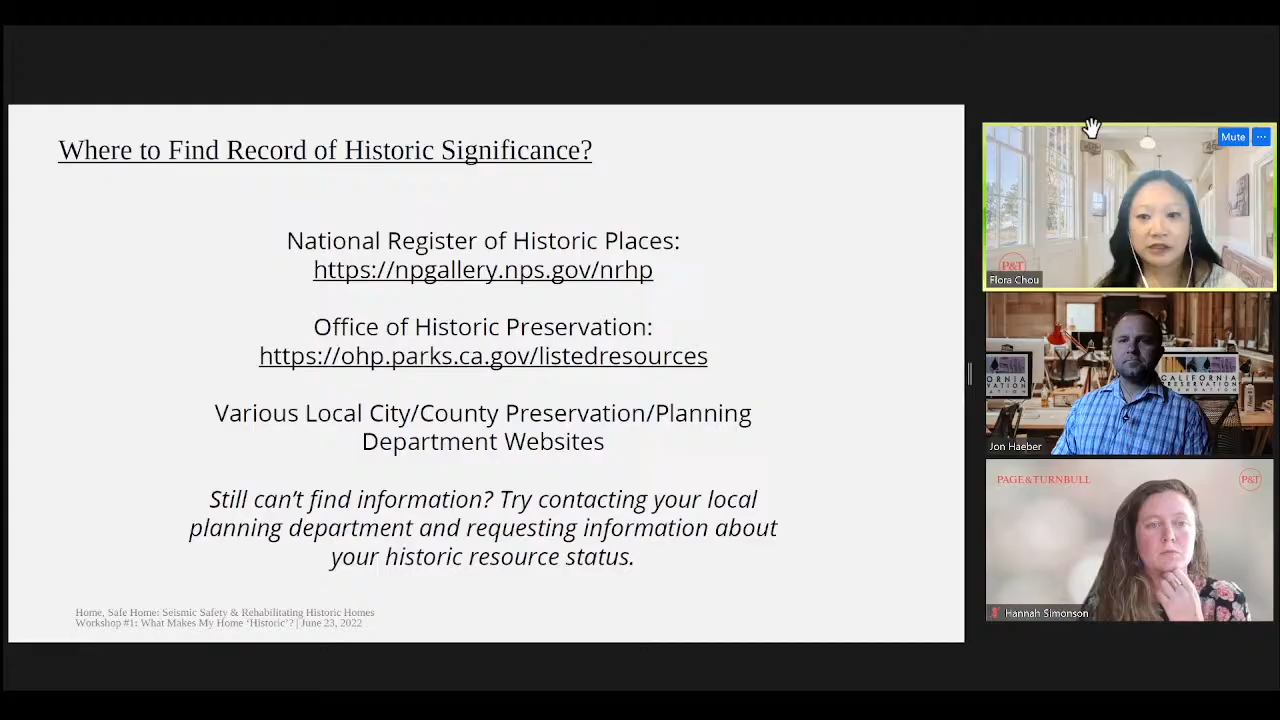 Where to Find Record of Historic Significance?
National Register of Historic Places:
https://npgallery.nps.gov/nrhp
Office of Historic Preservation:
https://ohp.parks.ca.gov/listedresources
Various Local City/County Preservation/Planning
Department Websites
Still can't find information? Try contacting your local
planning department and requesting information about
your historic resource status.
Home, Safe Home: Seismic Safety & Rehabilitating Historic Homes
Workshop #1: What Makes My Home 'Historic'? | June 23, 2022
Mute
P&T
Flora Chou
CALIFORNIA
PRESERVATION
FOUNDATION
Jon Haeber
PAGE & TURNBULL
P&T
Hannah Simonson